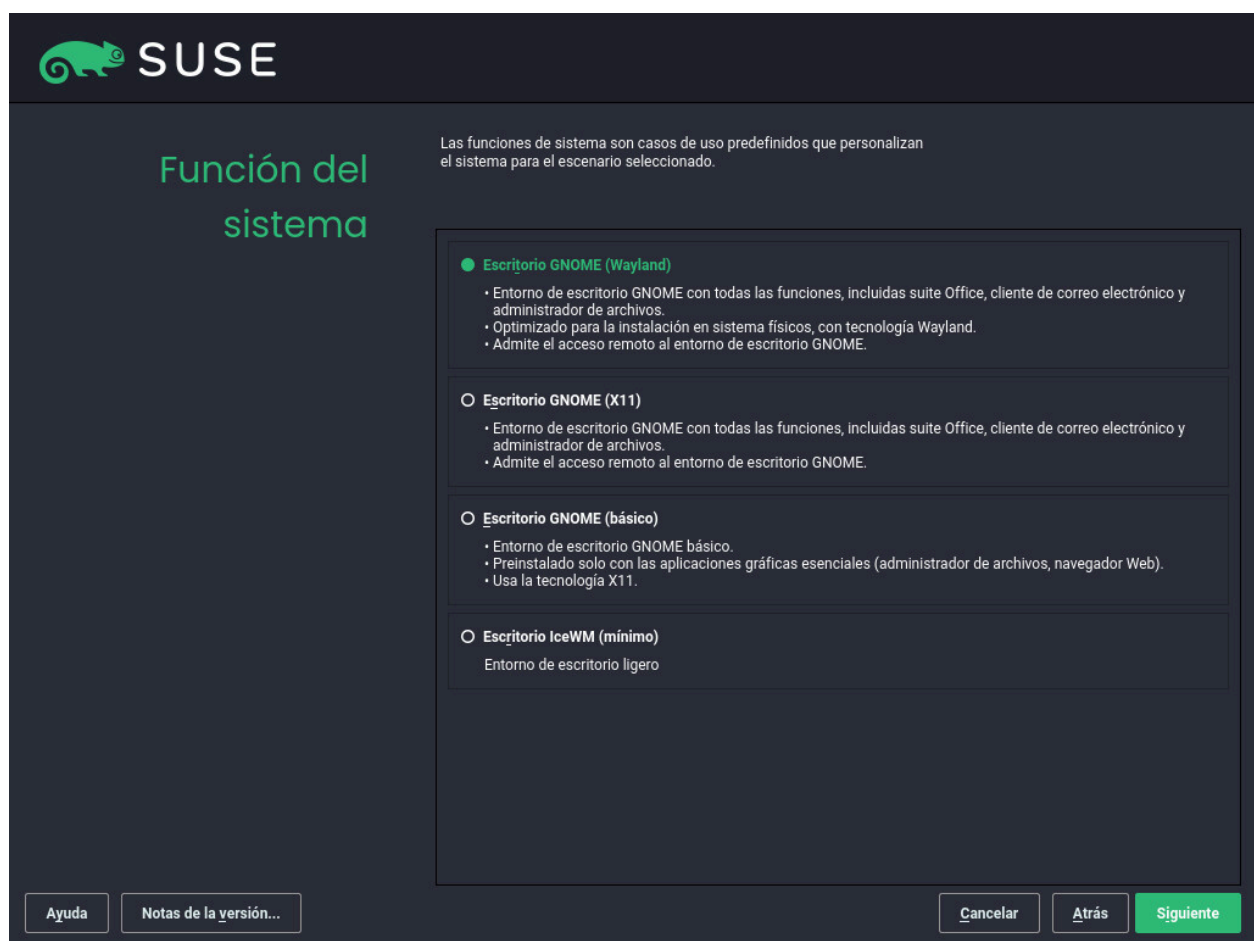 SUSE
Función del
sistema
Las funciones de sistema son casos de uso predefinidos que personalizan
el sistema para el escenario seleccionado.
Escritorio GNOME (Wayland)
• Entorno de escritorio GNOME con todas las funciones, incluidas suite Office, cliente de correo electrónico y
administrador de archivos.
• Optimizado para la instalación en sistema físicos, con tecnología Wayland.
• Admite el acceso remoto al entorno de escritorio GNOME.
Escritorio GNOME (X11)
• Entorno de escritorio GNOME con todas las funciones, incluidas suite Office, cliente de correo electrónico y
administrador de archivos.
• Admite el acceso remoto al entorno de escritorio GNOME.
Escritorio GNOME (básico)
• Entorno de escritorio GNOME básico.
• Preinstalado solo con las aplicaciones gráficas esenciales (administrador de archivos, navegador Web).
• Usa la tecnología X11.
Escritorio IceWM (mínimo)
Entorno de escritorio ligero
Ayuda Notas de la versión... Cancelar Atrás Siguiente